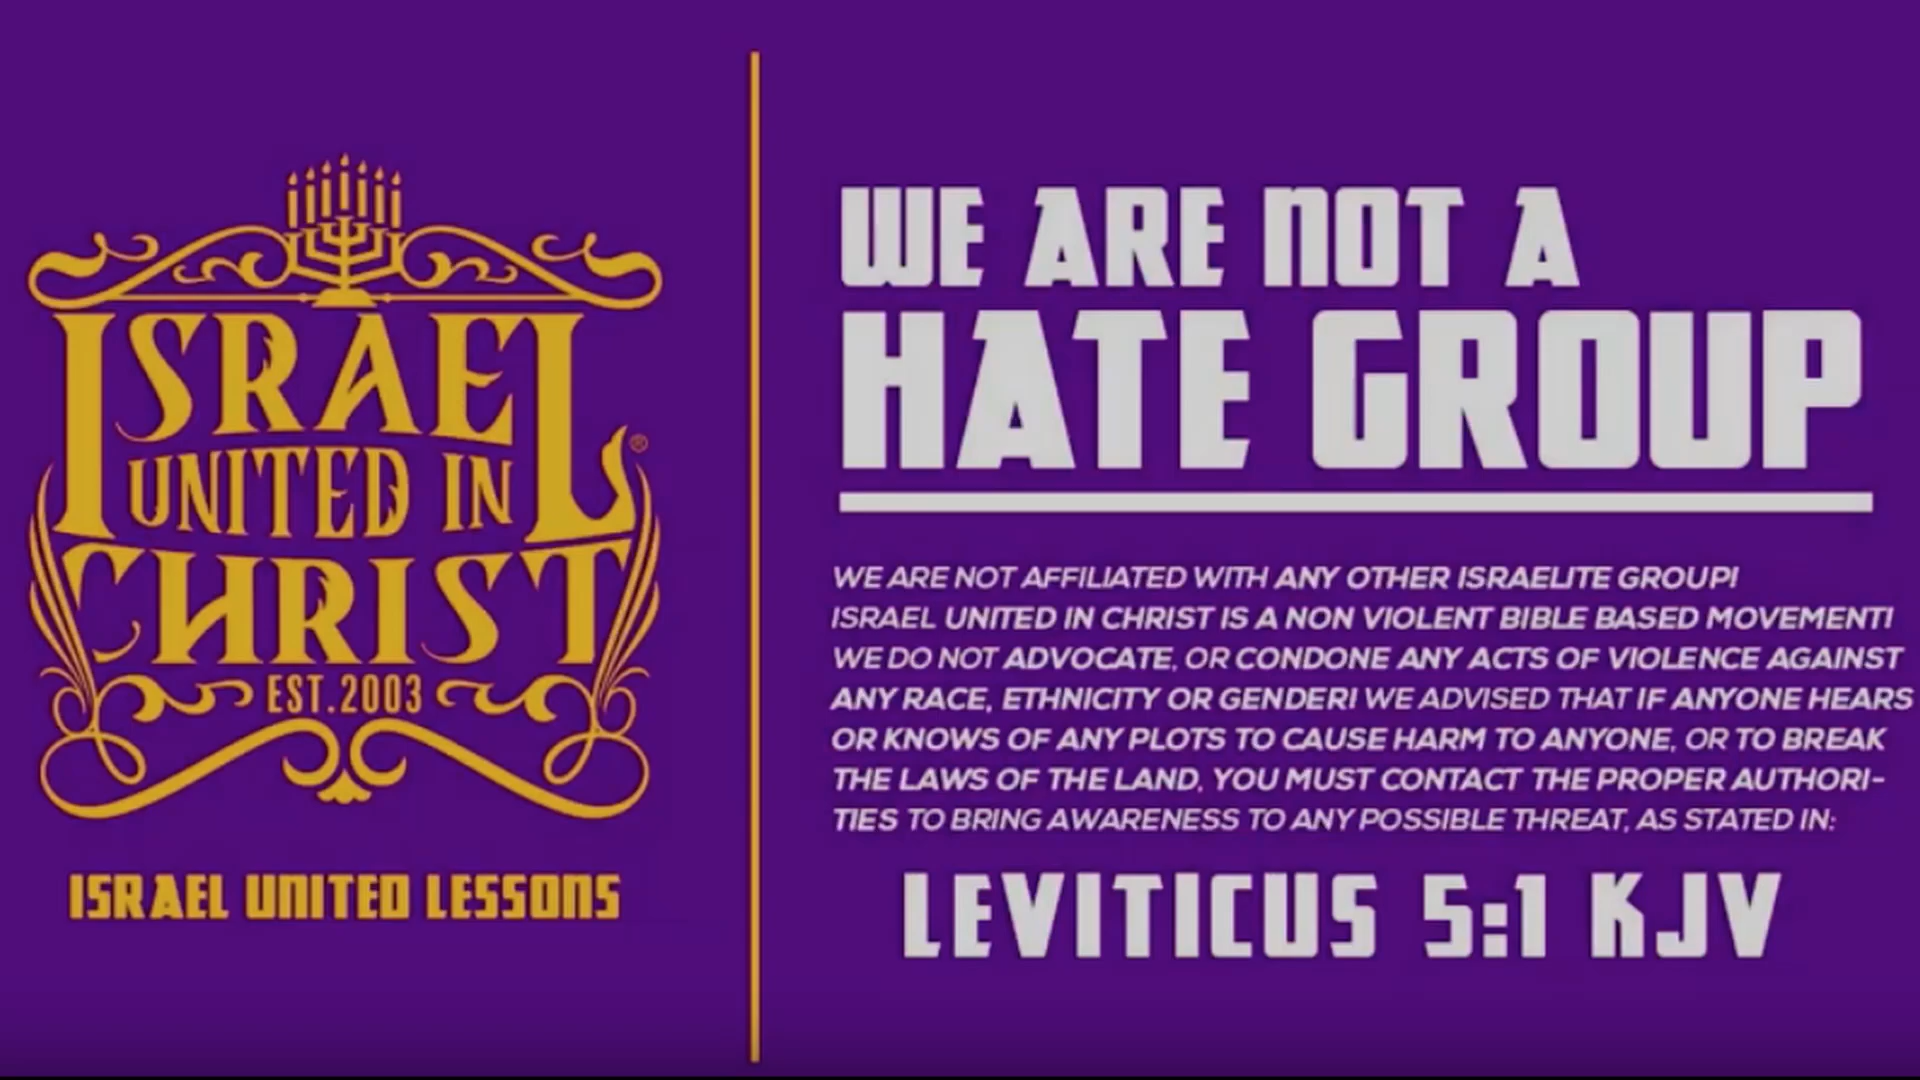 ISRAEL
UNITED IN
CHRIST
®
EST.2003
ISRAEL UNITED LESSONS
WE ARE NOT A
HATE GROUP
WE ARE NOT AFFILIATED WITH ANY OTHER ISRAELITE GROUP!
ISRAEL UNITED IN CHRIST IS A NON VIOLENT BIBLE BASED MOVEMENT!
WE DO NOT ADVOCATE, OR CONDONE ANY ACTS OF VIOLENCE AGAINST
ANY RACE, ETHNICITY OR GENDER! WE ADVISED THAT IF ANYONE HEARS
OR KNOWS OF ANY PLOTS TO CAUSE HARM TO ANYONE, OR TO BREAK
THE LAWS OF THE LAND, YOU MUST CONTACT THE PROPER AUTHORI-
TIES TO BRING AWARENESS TO ANY POSSIBLE THREAT, AS STATED IN:
LEVITICUS 5:1 KJV